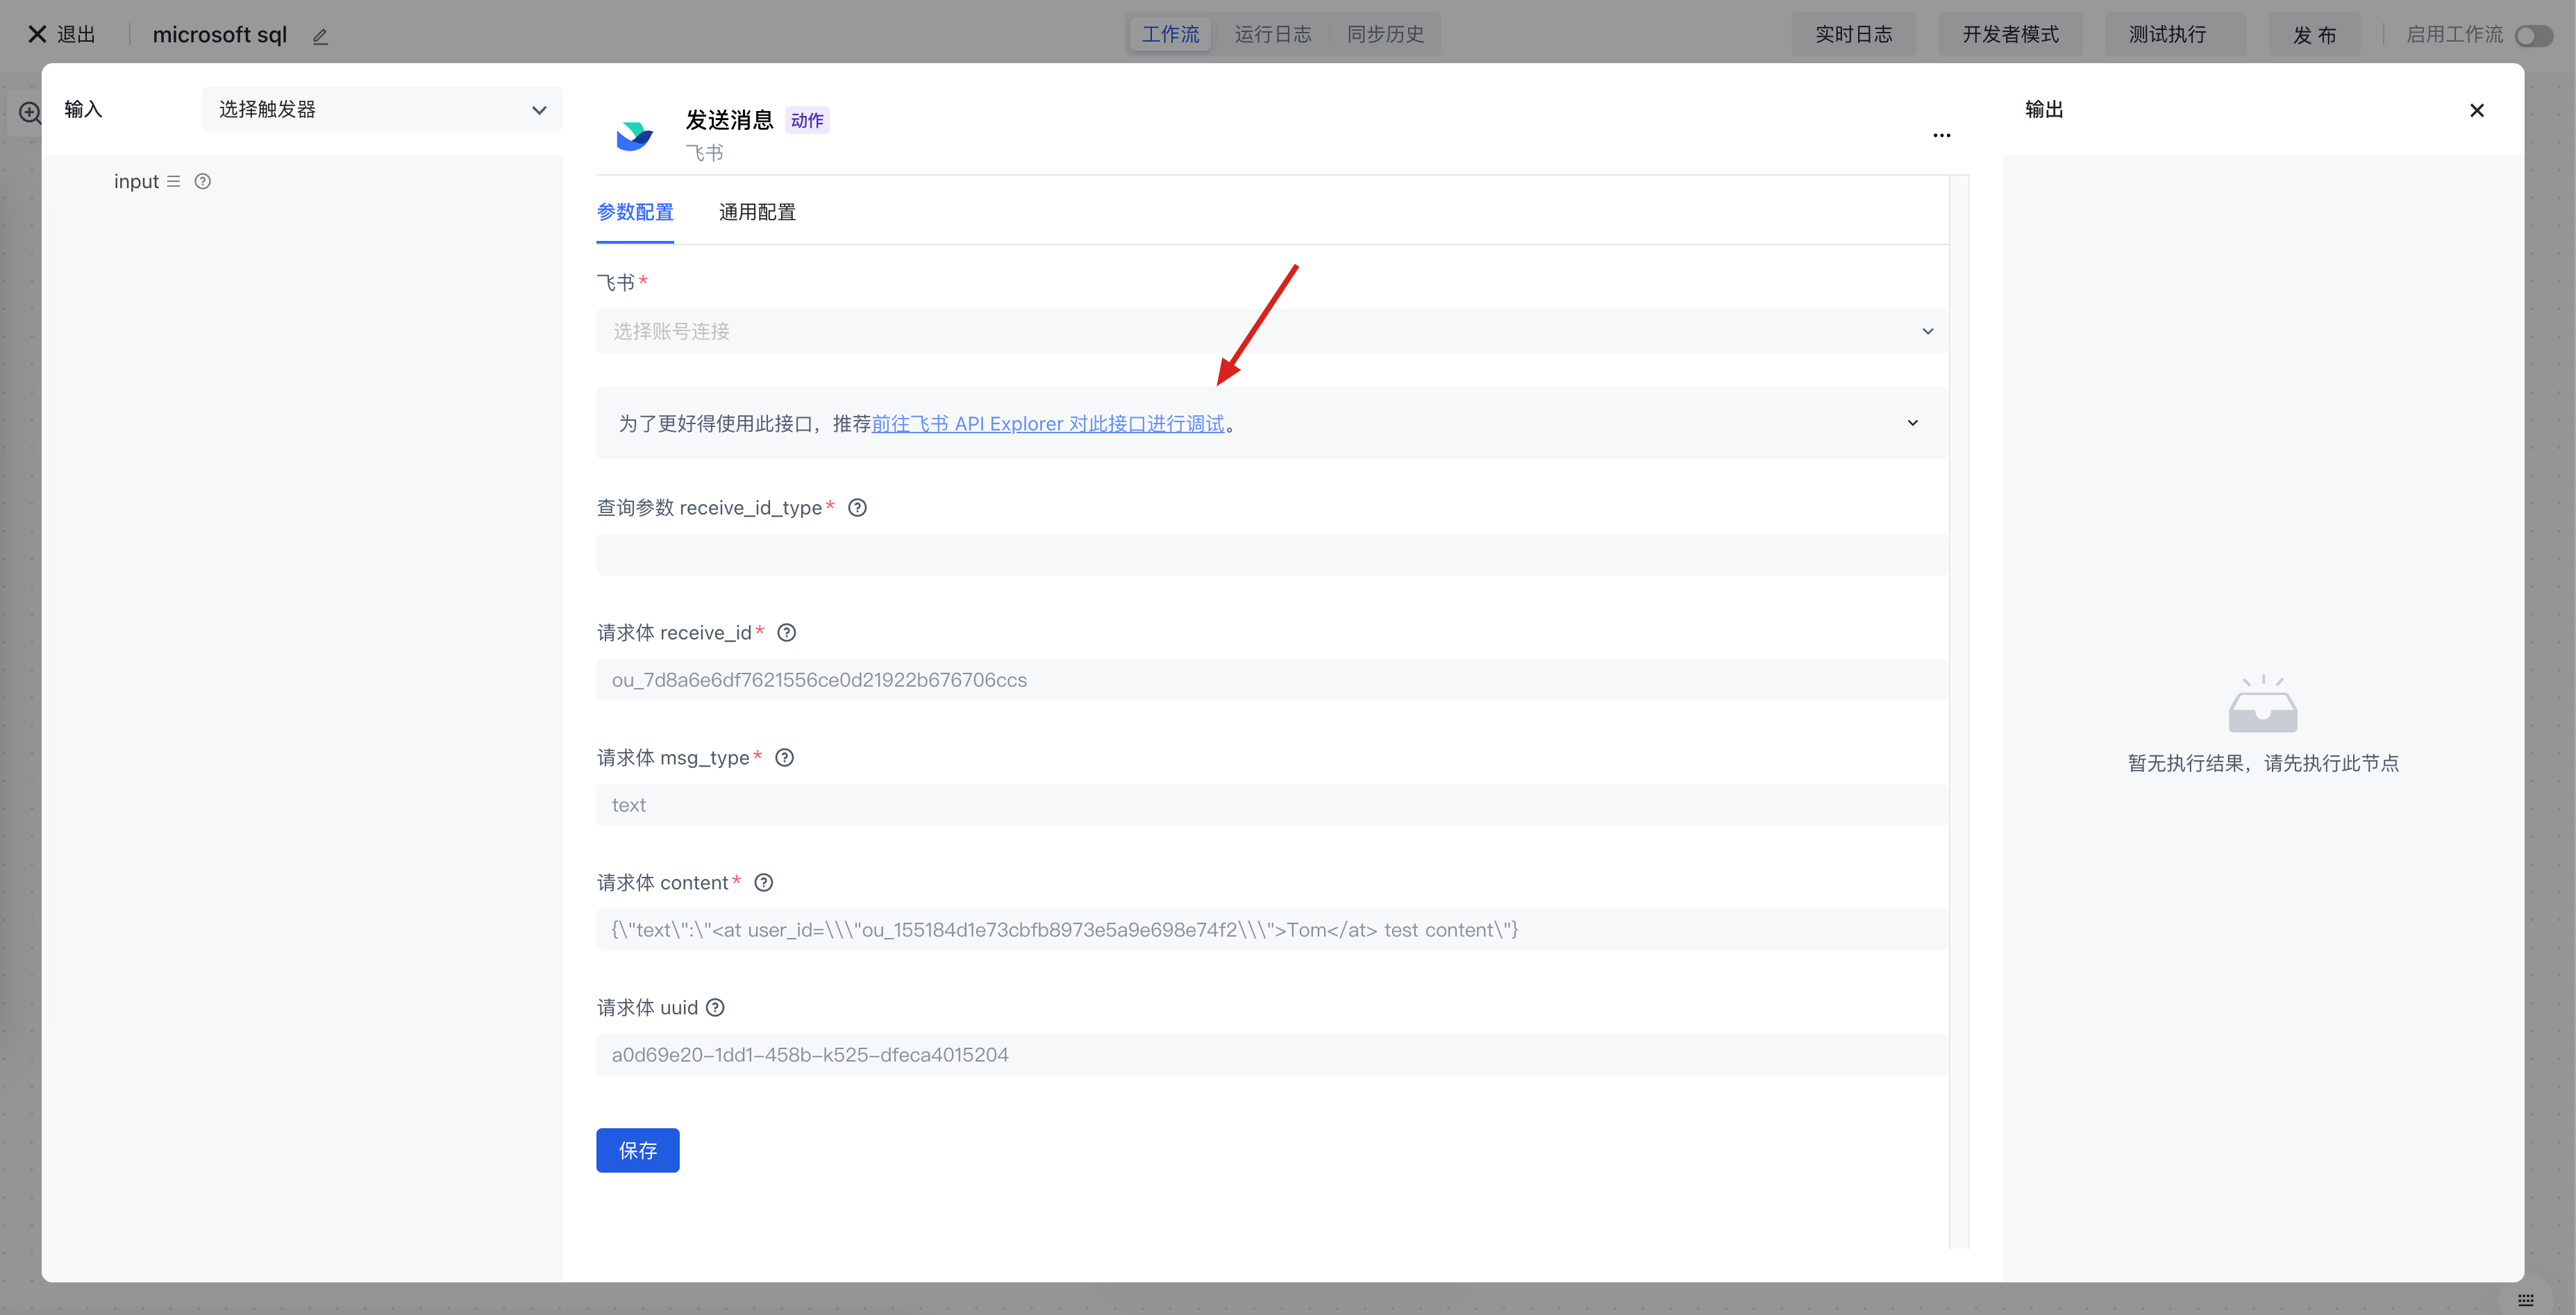 退出
microsoft sql
工作流
运行日志
同步历史
实时日志
开发者模式
测试执行
发 布
启用工作流
输入
选择触发器
input
发送消息
动作
飞书
参数配置
通用配置
飞书*
选择账号连接
为了更好得使用此接口，推荐前往飞书 API Explorer 对此接口进行调试。
查询参数 receive_id_type*
请求体 receive_id*
ou_7d8a6e6df7621556ce0d21922b676706ccs
请求体 msg_type*
text
请求体 content*
{\"text\":\"<at user_id=\\\"ou_155184d1e73cbfb8973e5a9e698e74f2\\\">Tom</at> test content\"}
请求体 uuid
a0d69e20-1dd1-458b-k525-dfeca4015204
保存
输出
暂无执行结果，请先执行此节点